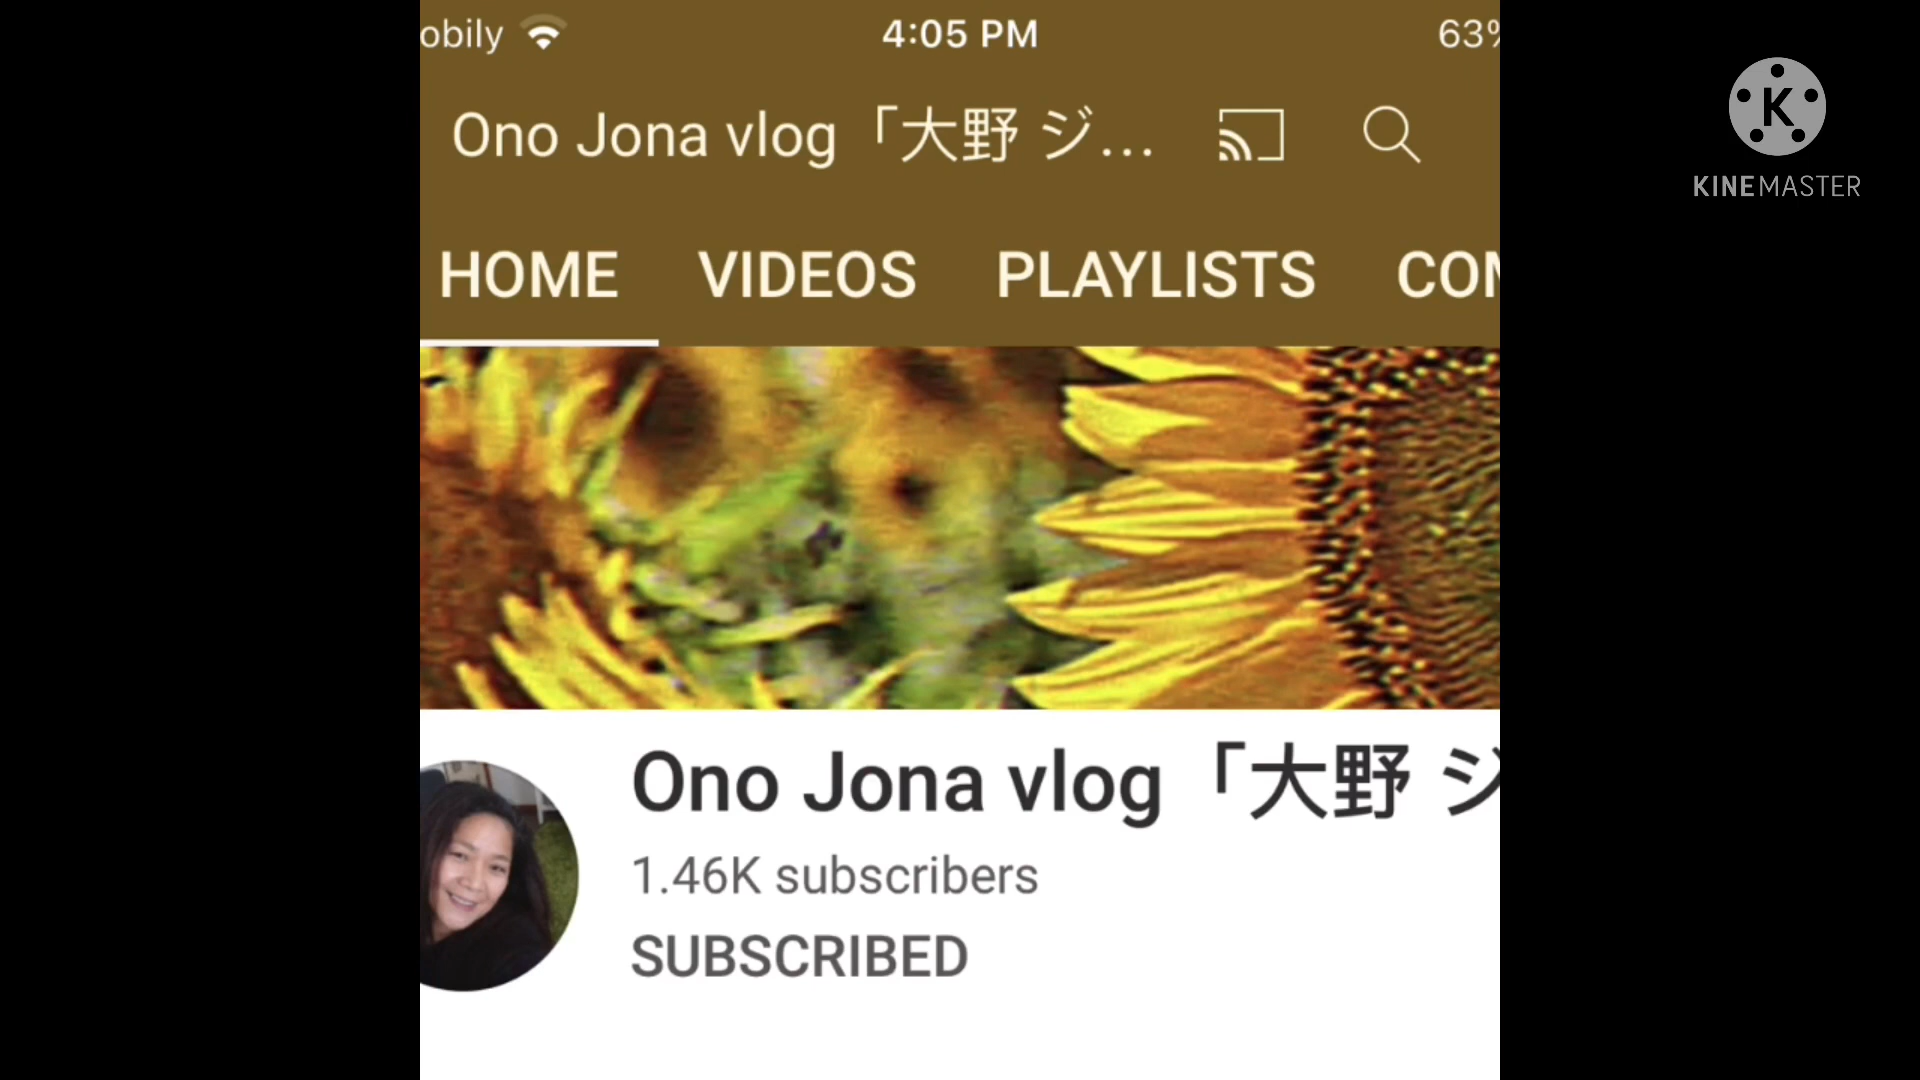 obily 4:05 PM 63%
Ono Jona vlog「大野 ジ...
KINEMASTER
HOME VIDEOS PLAYLISTS COM
Ono Jona vlog「大野 ジ
1.46K subscribers
SUBSCRIBED